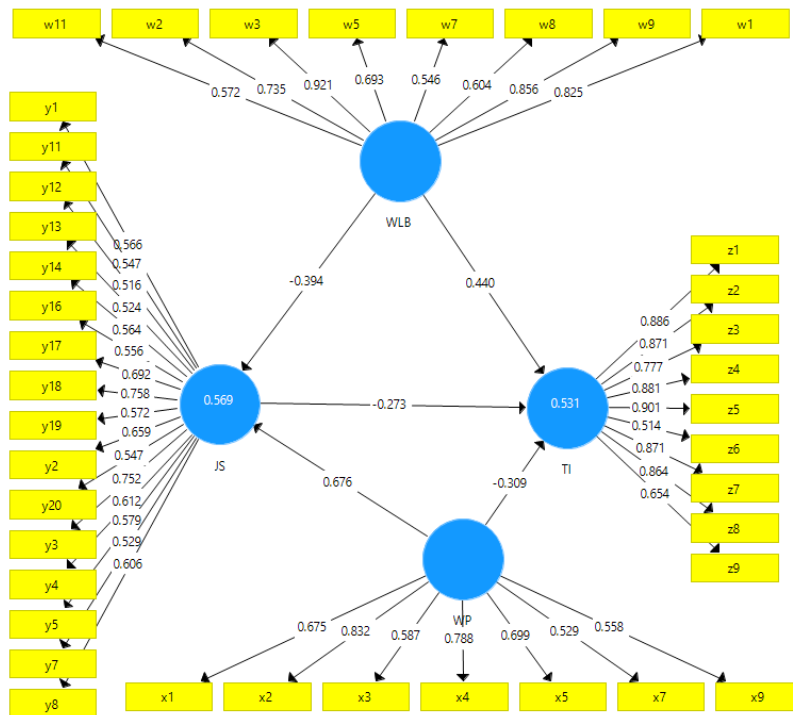 w11 w2 w3 w5 w7 w8 w9 w1
0.572 0.735 0.921 0.693 0.546 0.604 0.856 0.825
WLB
y1
y11
y12
y13
y14
y16
y17
y18
y19
y2
y20
y3
y4
y5
y7
y8
0.566
0.547
0.516
0.524
0.564
0.556
0.692
0.758
0.572
0.659
0.547
0.752
0.612
0.579
0.529
0.606
-0.394
0.440
0.569
JS
-0.273
0.531
TI
0.676
-0.309
z1
z2
z3
z4
z5
z6
z7
z8
z9
0.886
0.871
0.777
0.881
0.901
0.514
0.871
0.864
0.654
WP
0.675 0.832 0.587 0.788 0.699 0.529 0.558
x1 x2 x3 x4 x5 x7 x9